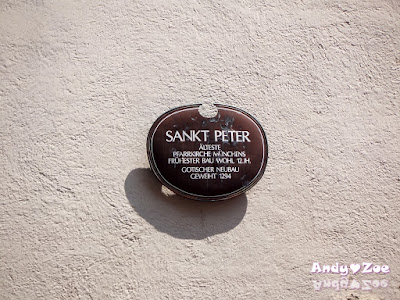 SANKT PETER
ÄLTESTE
PFARRKIRCHE MÜNCHENS
FRÜHESTER BAU WOHL 12.JH.
GOTISCHER NEUBAU
GEWEIHT 1294
Andy♥Zoe